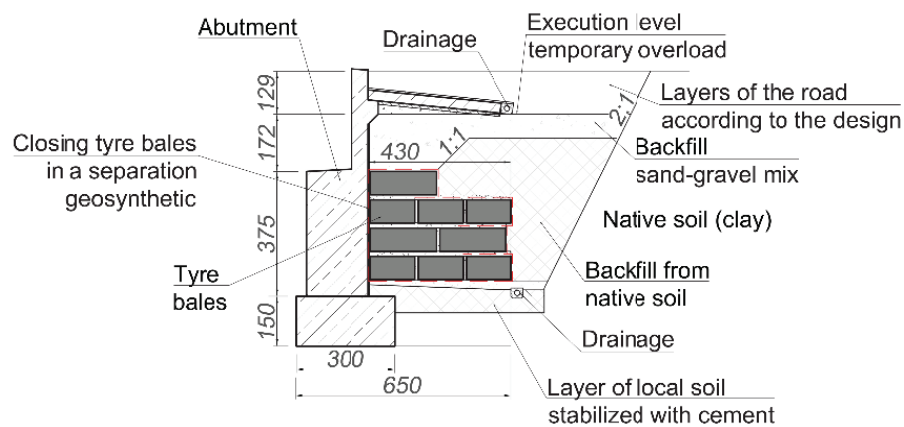 Abutment
Drainage
Execution level
temporary overload
129
2:1
Layers of the road
according to the design
172
Closing tyre bales
in a separation
geosynthetic
430
1:1
Backfill
sand-gravel mix
375
Native soil (clay)
Tyre
bales
Backfill from
native soil
150
Drainage
300
650
Layer of local soil
stabilized with cement